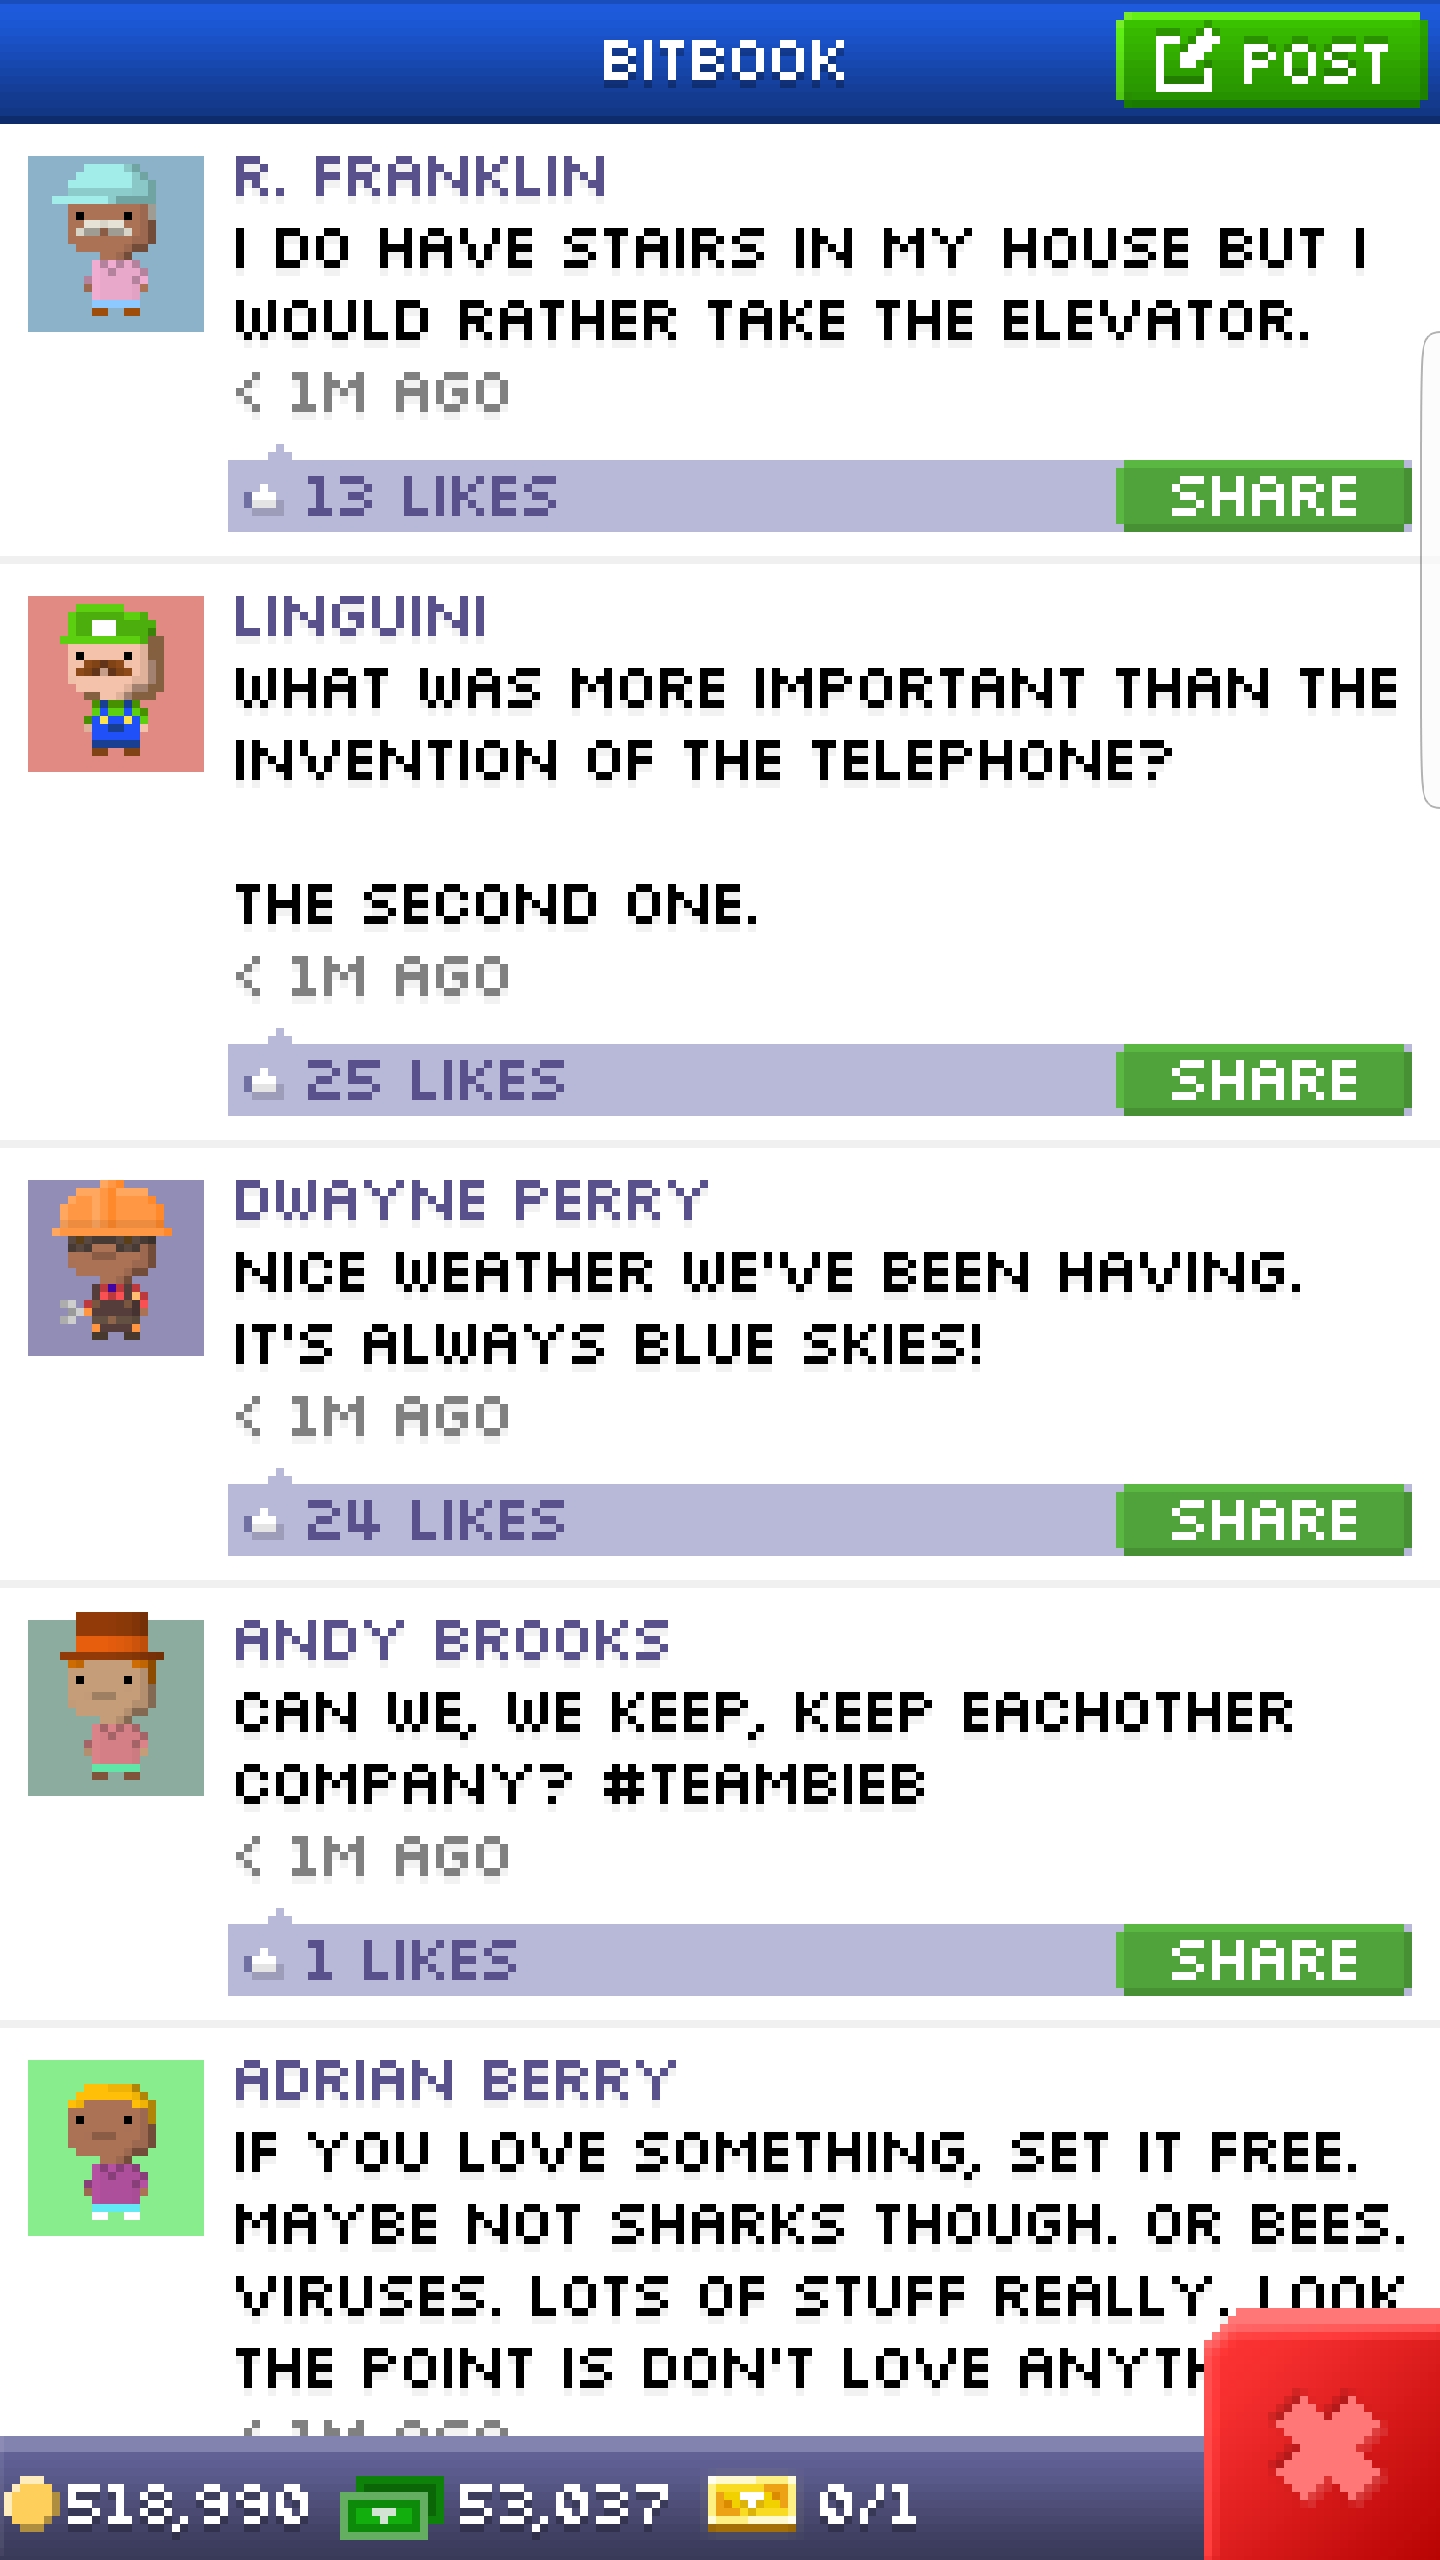 BITBOOK
POST
R. FRANKLIN
I DO HAVE STAIRS IN MY HOUSE BUT I
WOULD RATHER TAKE THE ELEVATOR.
< 1M AGO
13 LIKES
SHARE
LINGUINI
WHAT WAS MORE IMPORTANT THAN THE
INVENTION OF THE TELEPHONE?
THE SECOND ONE.
< 1M AGO
25 LIKES
SHARE
DWAYNE PERRY
NICE WEATHER WE'VE BEEN HAVING.
IT'S ALWAYS BLUE SKIES!
< 1M AGO
24 LIKES
SHARE
ANDY BROOKS
CAN WE, WE KEEP, KEEP EACHOTHER
COMPANY? #TEAMBIEB
< 1M AGO
1 LIKES
SHARE
ADRIAN BERRY
IF YOU LOVE SOMETHING, SET IT FREE.
MAYBE NOT SHARKS THOUGH. OR BEES.
VIRUSES. LOTS OF STUFF REALLY. LOOK
THE POINT IS DON'T LOVE
< 1M AGO
518,990
53,037
0/1